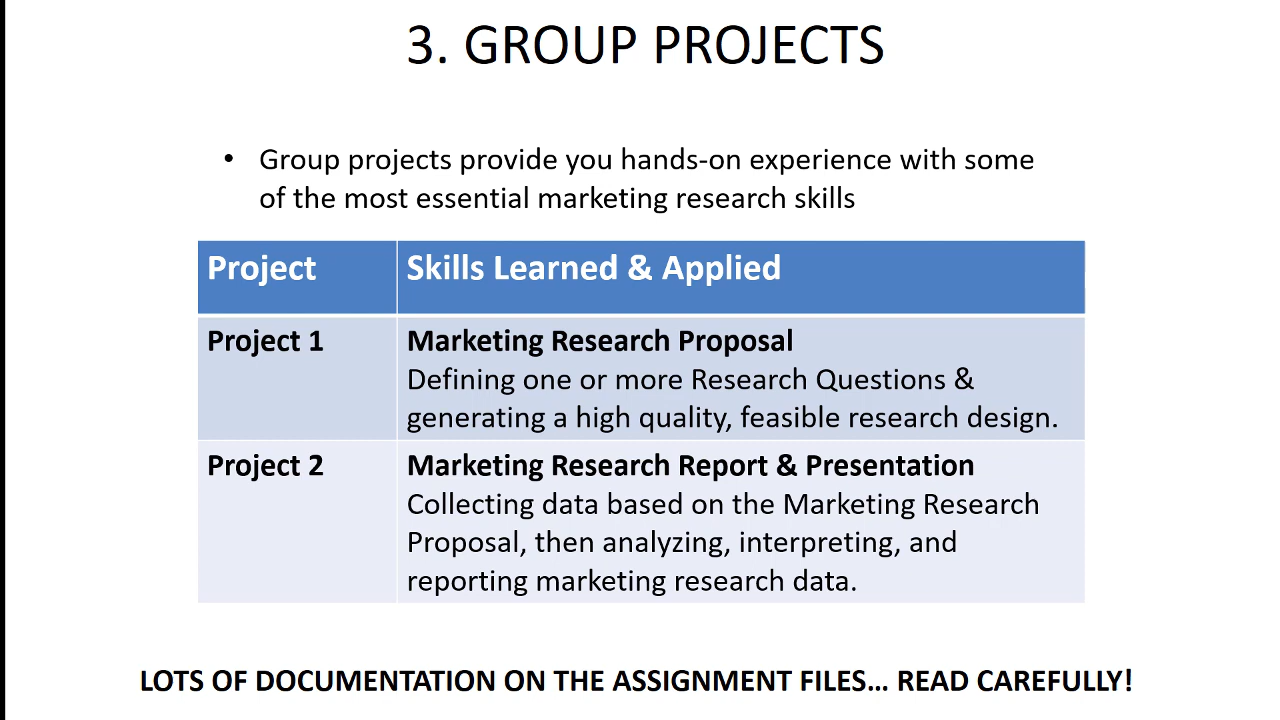 3. GROUP PROJECTS
• Group projects provide you hands-on experience with some
of the most essential marketing research skills
Project Skills Learned & Applied
Project 1 Marketing Research Proposal
Defining one or more Research Questions &
generating a high quality, feasible research design.
Project 2 Marketing Research Report & Presentation
Collecting data based on the Marketing Research
Proposal, then analyzing, interpreting, and
reporting marketing research data.
LOTS OF DOCUMENTATION ON THE ASSIGNMENT FILES... READ CAREFULLY!